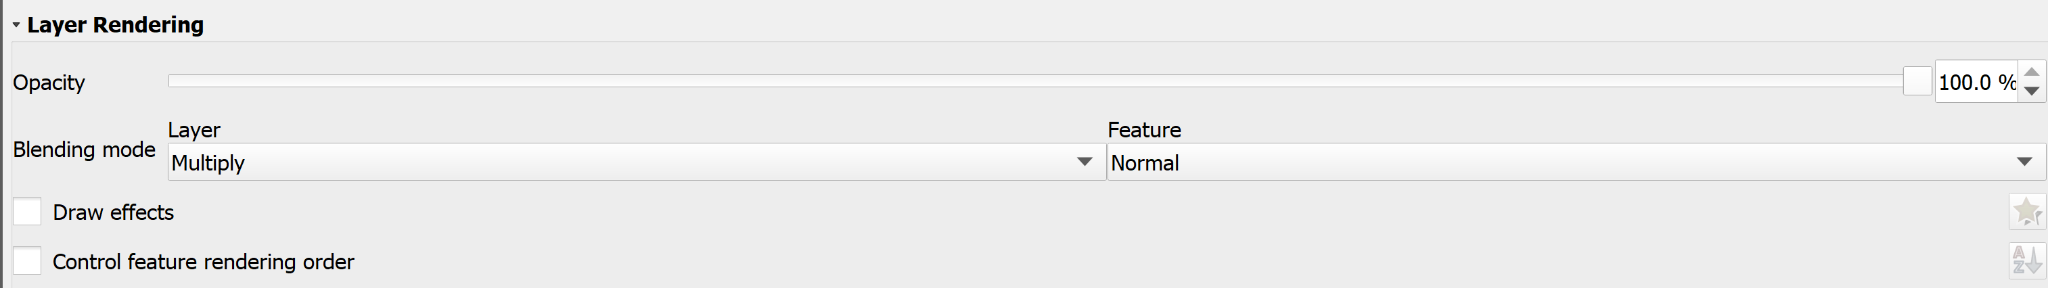 Layer Rendering
Opacity
100.0 %
Layer
Feature
Blending mode
Multiply
Normal
Draw effects
Control feature rendering order
A
Z